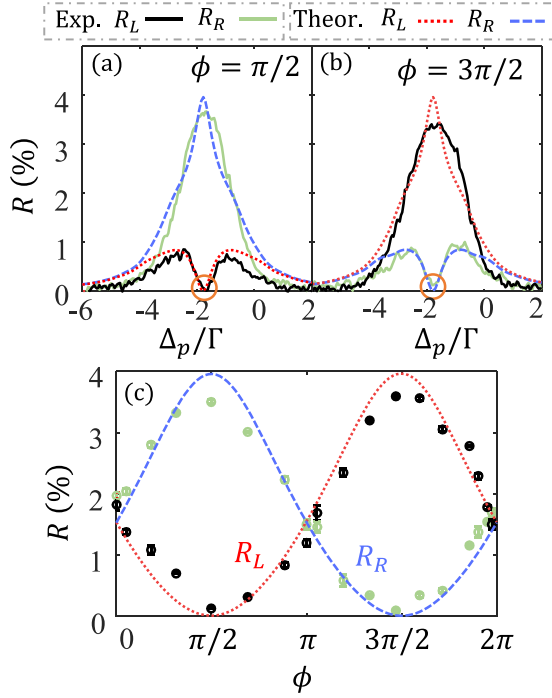 Exp. R_L R_R Theor. R_L R_R
(a) ϕ = π/2 (b) ϕ = 3π/2
R (%)
4
3
2
1
0
-6 -4 -2 0 2 -4 -2 0 2
Δ_p/Γ Δ_p/Γ
(c)
R (%)
4
3
2
1
0
R_L R_R
0 π/2 π 3π/2 2π
ϕ